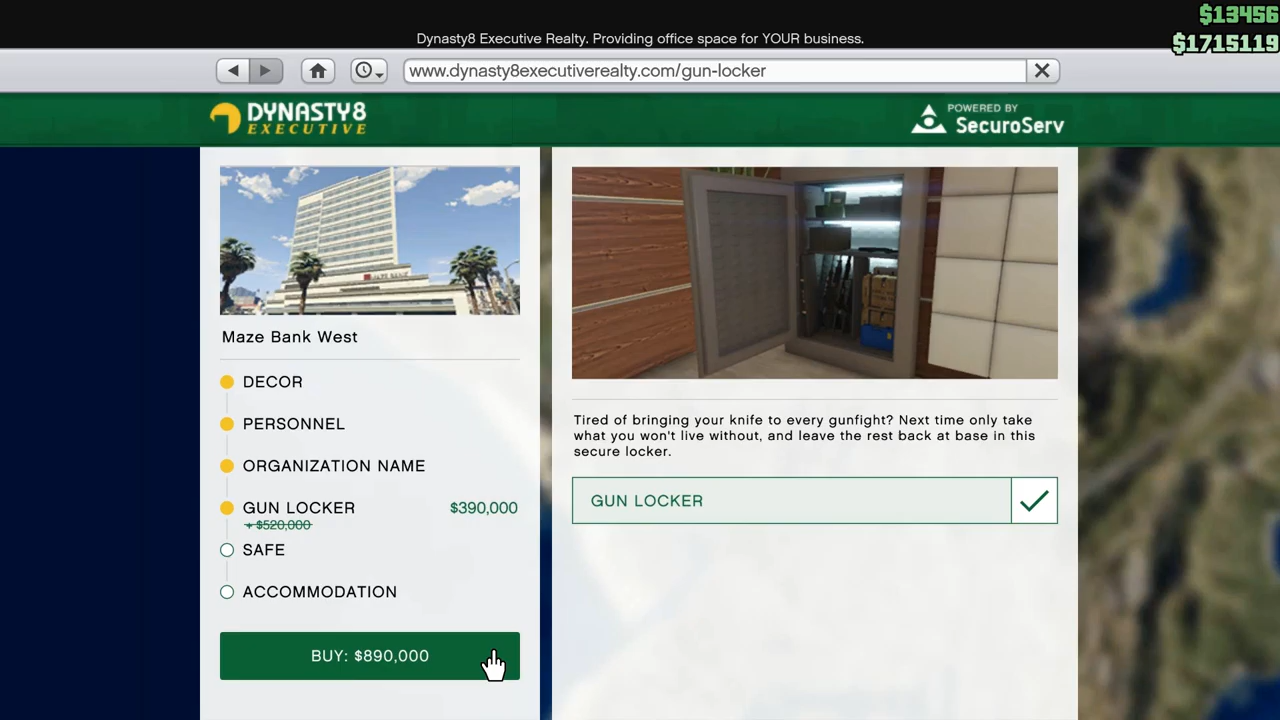 $13456
$1715119
Dynasty8 Executive Realty. Providing office space for YOUR business.
www.dynasty8executiverealty.com/gun-locker
DYNASTY8
EXECUTIVE
POWERED BY
SecuroServ
MAZE BANK
Maze Bank West
DECOR
PERSONNEL
ORGANIZATION NAME
GUN LOCKER $390,000
+ $520,000
SAFE
ACCOMMODATION
BUY: $890,000
Tired of bringing your knife to every gunfight? Next time only take
what you won't live without, and leave the rest back at base in this
secure locker.
GUN LOCKER